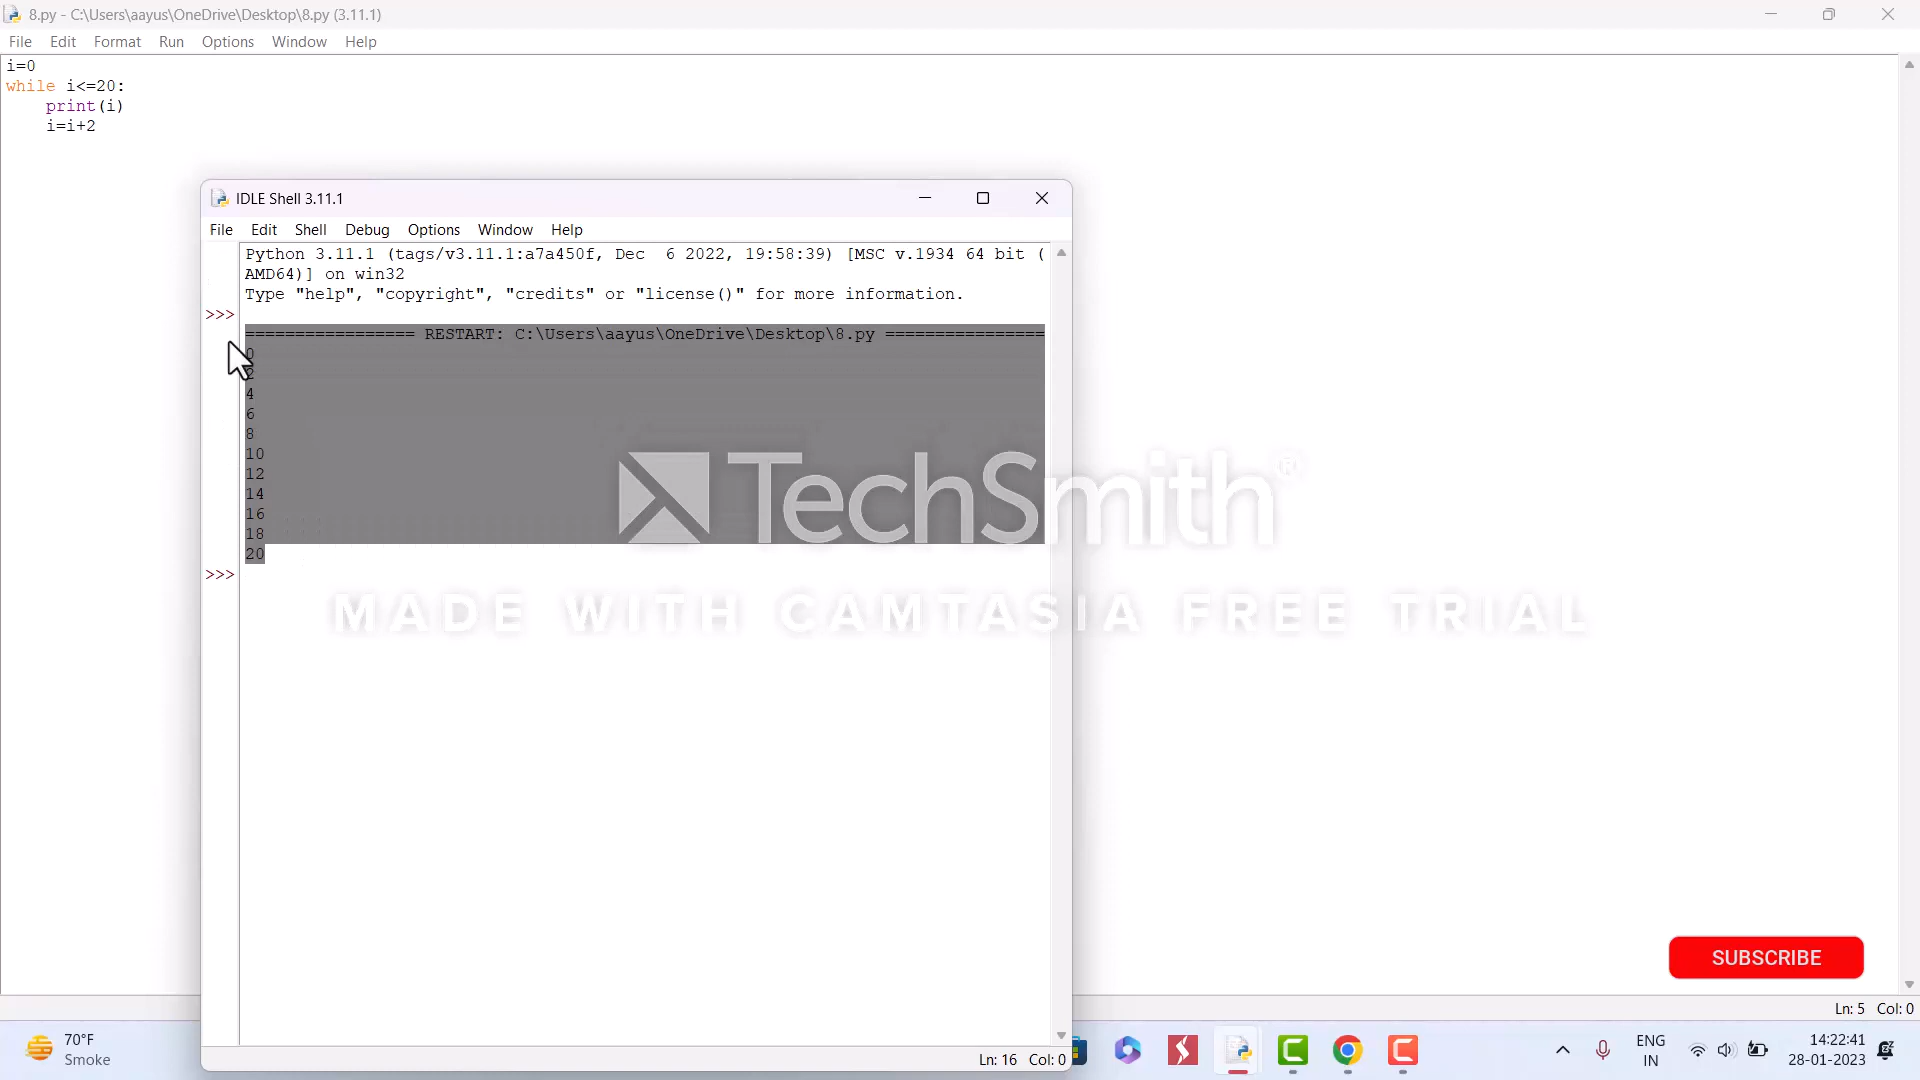 8.py - C:\Users\aayus\OneDrive\Desktop\8.py (3.11.1)
File Edit Format Run Options Window Help
i=0
while i<=20:
    print(i)
    i=i+2
IDLE Shell 3.11.1
File Edit Shell Debug Options Window Help
Python 3.11.1 (tags/v3.11.1:a7a450f, Dec  6 2022, 19:58:39) [MSC v.1934 64 bit (
AMD64)] on win32
Type "help", "copyright", "credits" or "license()" for more information.
>>>
================= RESTART: C:\Users\aayus\OneDrive\Desktop\8.py ================
0
2
4
6
8
10
12
14
16
18
20
>>>
TechSmith®
MADE WITH CAMTASIA FREE TRIAL
SUBSCRIBE
Ln: 5 Col: 0
Ln: 16 Col: 0
70°F
Smoke
ENG
IN
14:22:41
28-01-2023